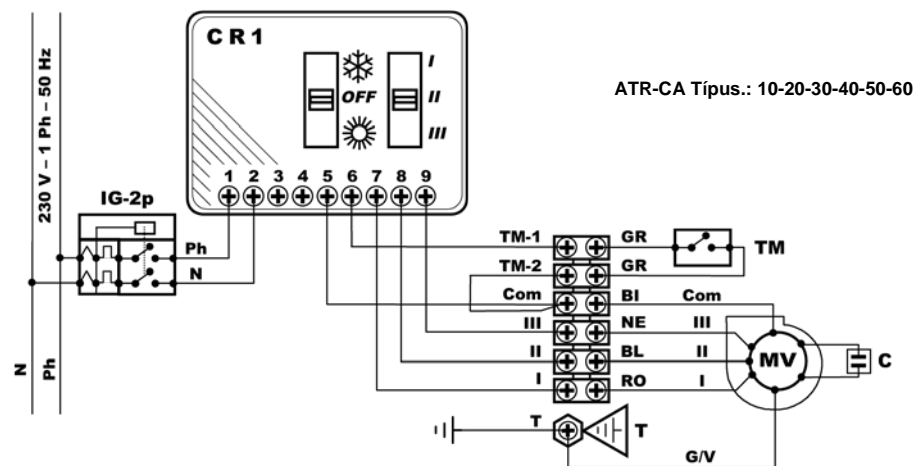 CR1
I
OFF
II
III
ATR-CA Típus.: 10-20-30-40-50-60
230 V – 1 Ph – 50 Hz
1 2 3 4 5 6 7 8 9
IG-2p
Ph
N
TM-1 GR TM
TM-2 GR
Com BI Com
III NE III
II BL II MV C
I RO I
N
Ph
T T
G/V